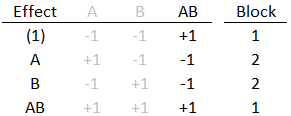 Effect A B AB Block
(1) -1 -1 +1 1
A +1 -1 -1 2
B -1 +1 -1 2
AB +1 +1 +1 1